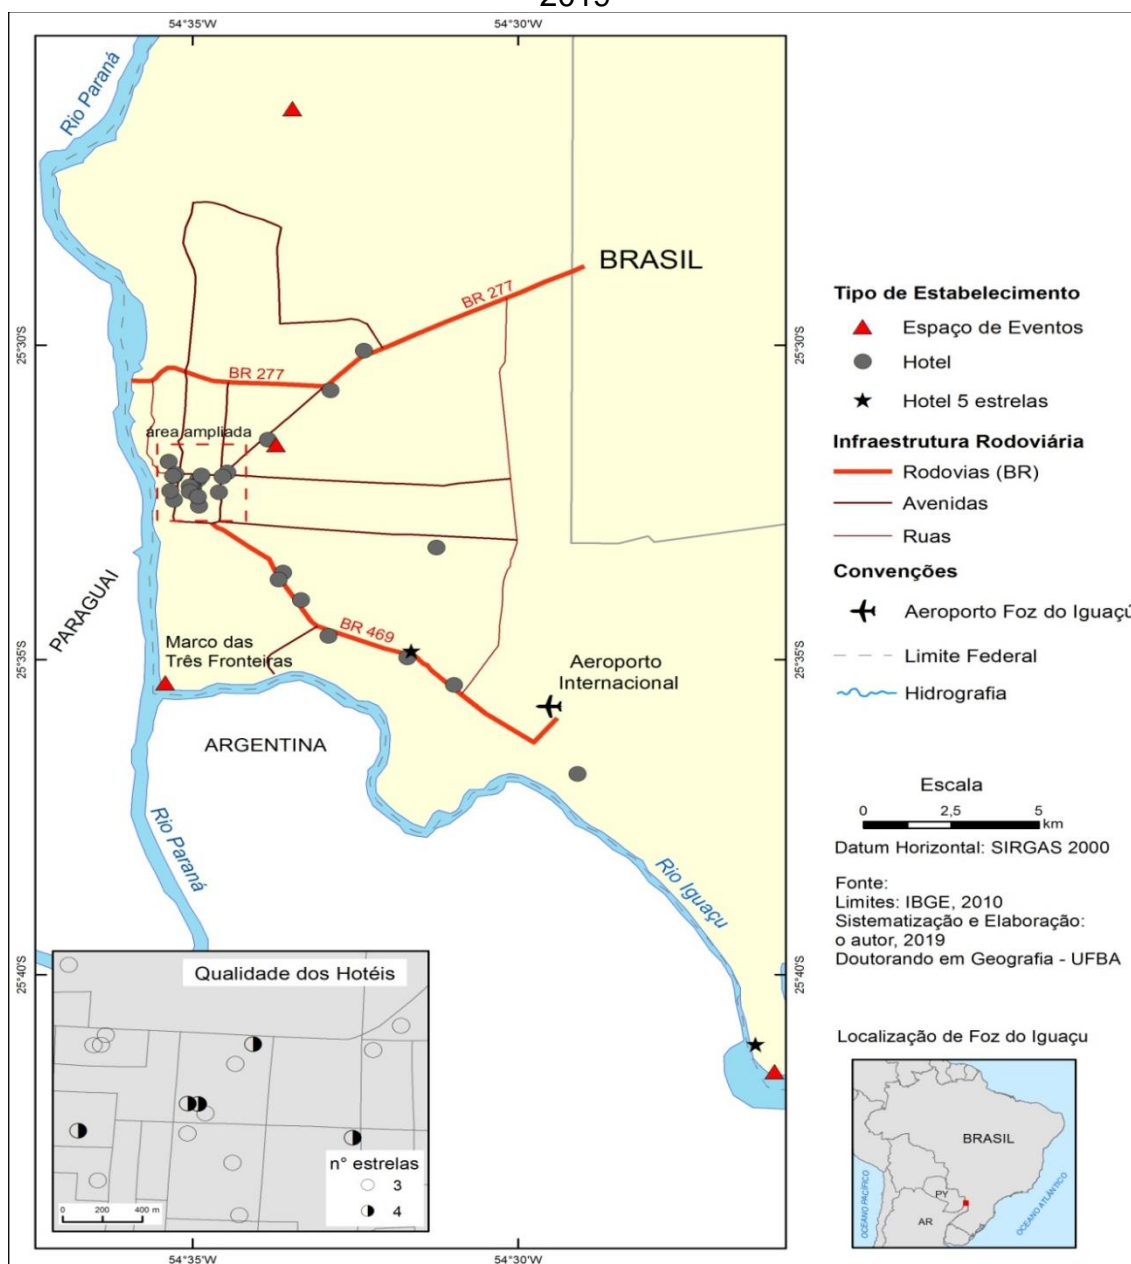 2019
54°35'W
54°30'W
Rio Paraná
BRASIL
BR 277
BR 277
25°30'S
25°30'S
área ampliada
PARAGUAI
BR 469
Marco das
Três Fronteiras
Aeroporto
Internacional
25°35'S
25°35'S
ARGENTINA
Rio Paraná
Rio Iguaçu
25°40'S
25°40'S
Qualidade dos Hotéis
n° estrelas
3
4
0 200 400 m
54°35'W
54°30'W
Tipo de Estabelecimento
Espaço de Eventos
Hotel
Hotel 5 estrelas
Infraestrutura Rodoviária
Rodovias (BR)
Avenidas
Ruas
Convenções
Aeroporto Foz do Iguaçú
Limite Federal
Hidrografia
Escala
0 2,5 5
km
Datum Horizontal: SIRGAS 2000
Fonte:
Limites: IBGE, 2010
Sistematização e Elaboração:
o autor, 2019
Doutorando em Geografia - UFBA
Localização de Foz do Iguaçu
BRASIL
PY
AR
OCEANO PACÍFICO
OCEANO ATLÂNTICO